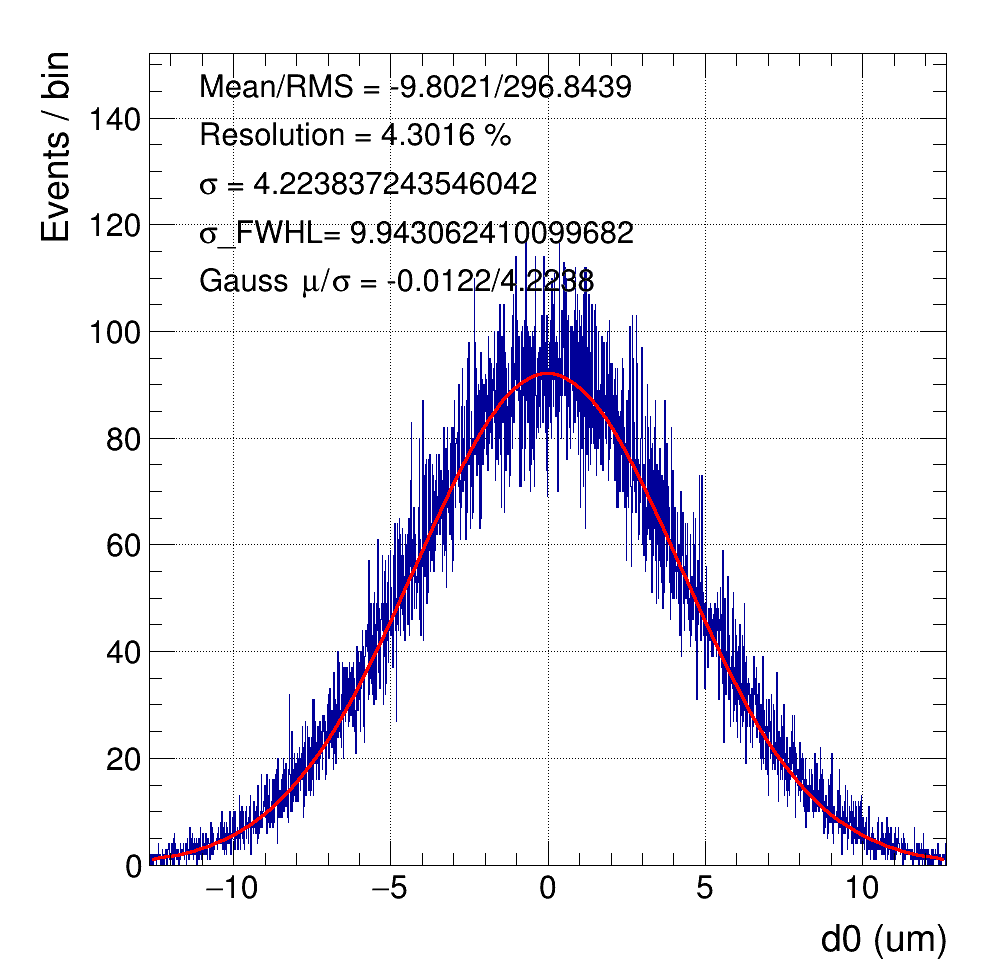 Events / bin
Mean/RMS = -9.8021/296.8439
Resolution = 4.3016 %
σ = 4.223837243546042
σ_FWHL= 9.943062410099682
Gauss μ/σ = -0.0122/4.2238
140
120
100
80
60
40
20
0
−10 −5 0 5 10
d0 (um)